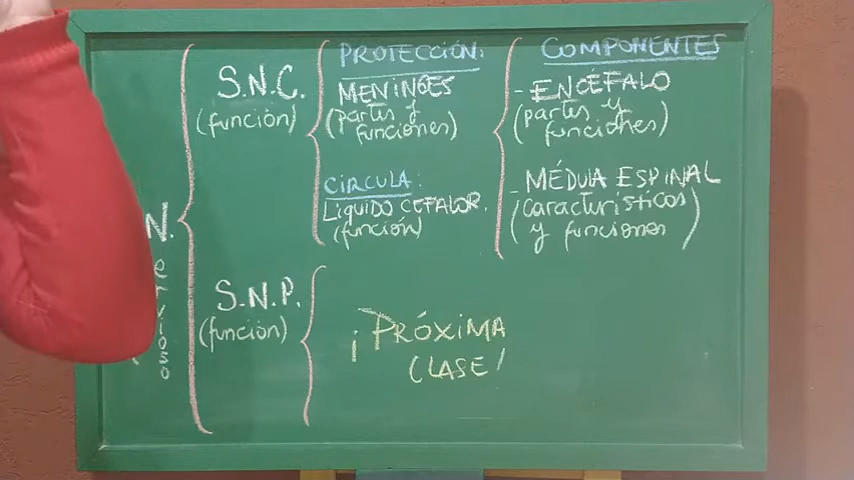 N.
S.N.C.
(función)
PROTECCIÓN:
MENINGES
(partes y
funciones)
CIRCULA:
LíQUIDO CEFALOR.
(función)
COMPONENTES
- ENCÉFALO
(partes y
funciones)
- MÉDULA ESPINAL
(características
y funciones)
S.N.P.
(función)
¡PRÓXIMA
CLASE!